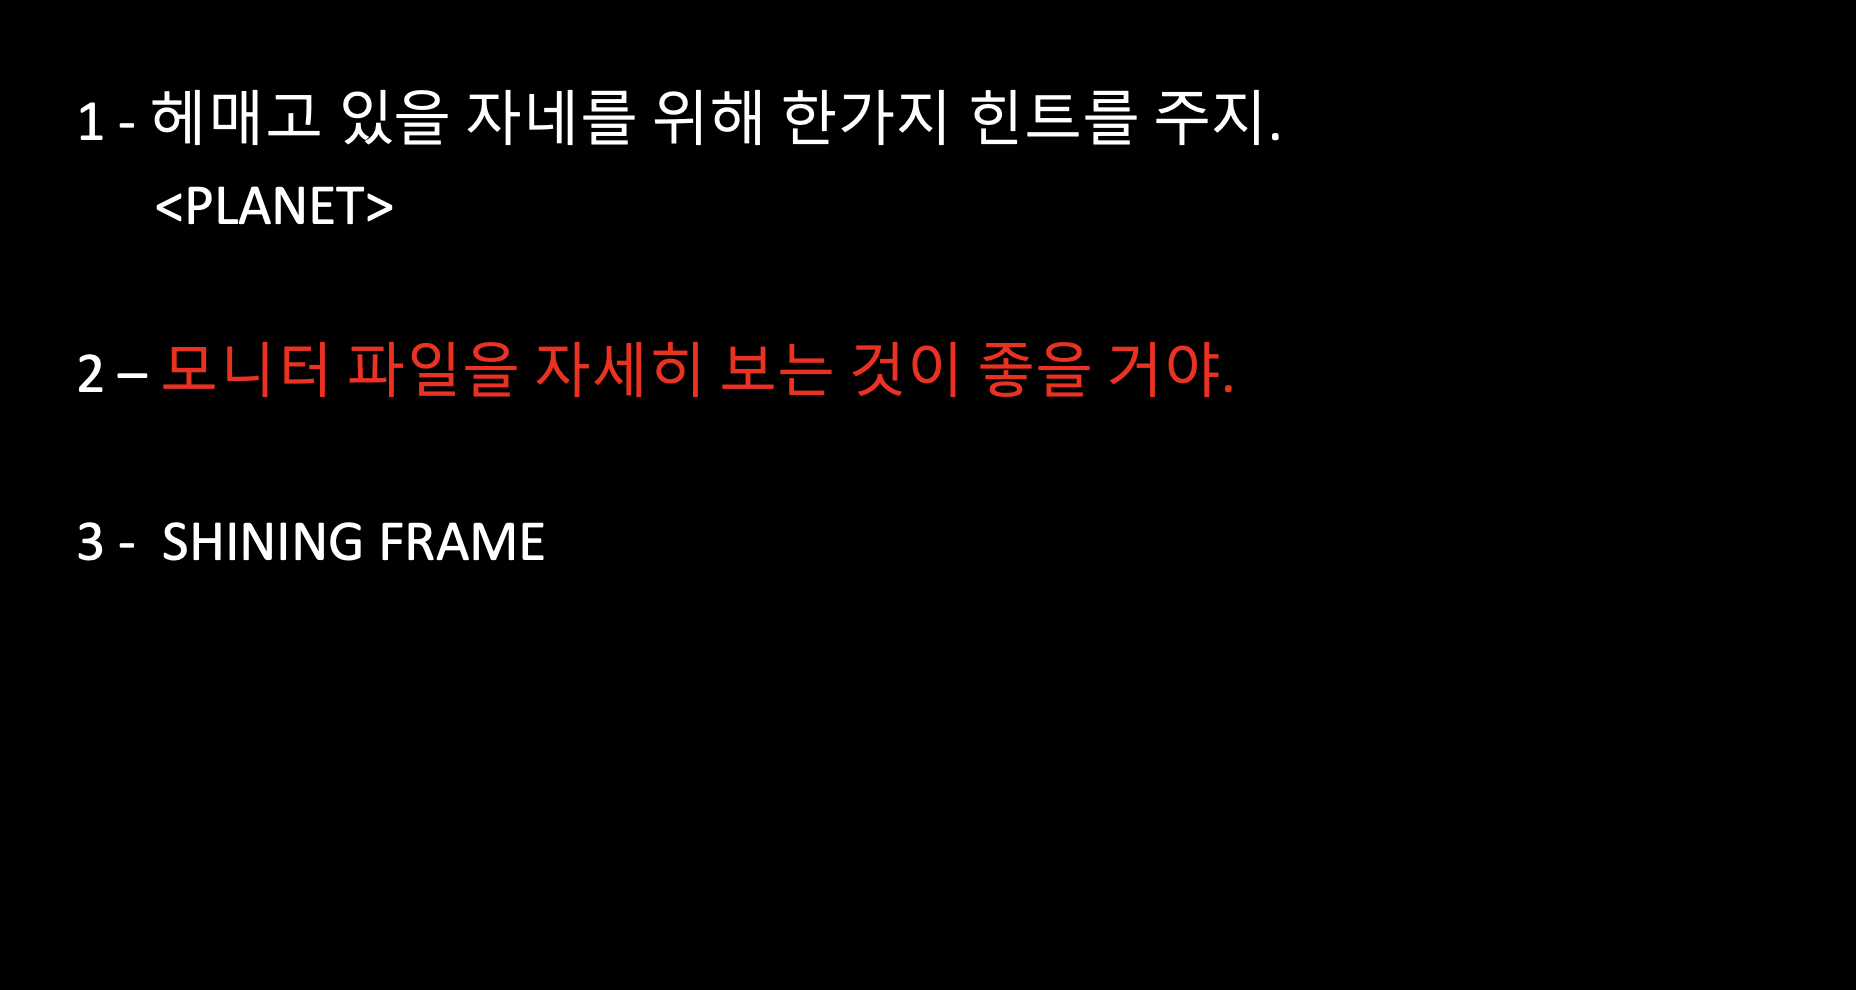 1 - 헤매고 있을 자네를 위해 한가지 힌트를 주지.
<PLANET>
2 – 모니터 파일을 자세히 보는 것이 좋을 거야.
3 - SHINING FRAME